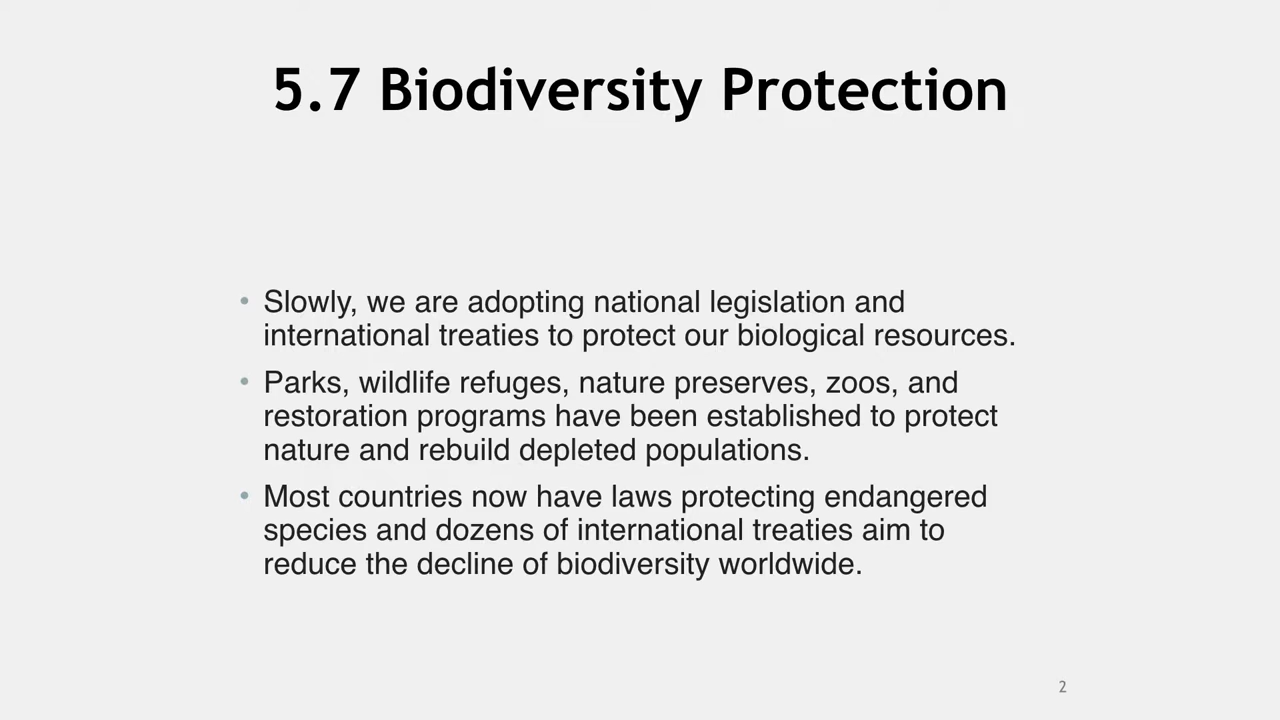 5.7 Biodiversity Protection
• Slowly, we are adopting national legislation and
international treaties to protect our biological resources.
• Parks, wildlife refuges, nature preserves, zoos, and
restoration programs have been established to protect
nature and rebuild depleted populations.
• Most countries now have laws protecting endangered
species and dozens of international treaties aim to
reduce the decline of biodiversity worldwide.
2